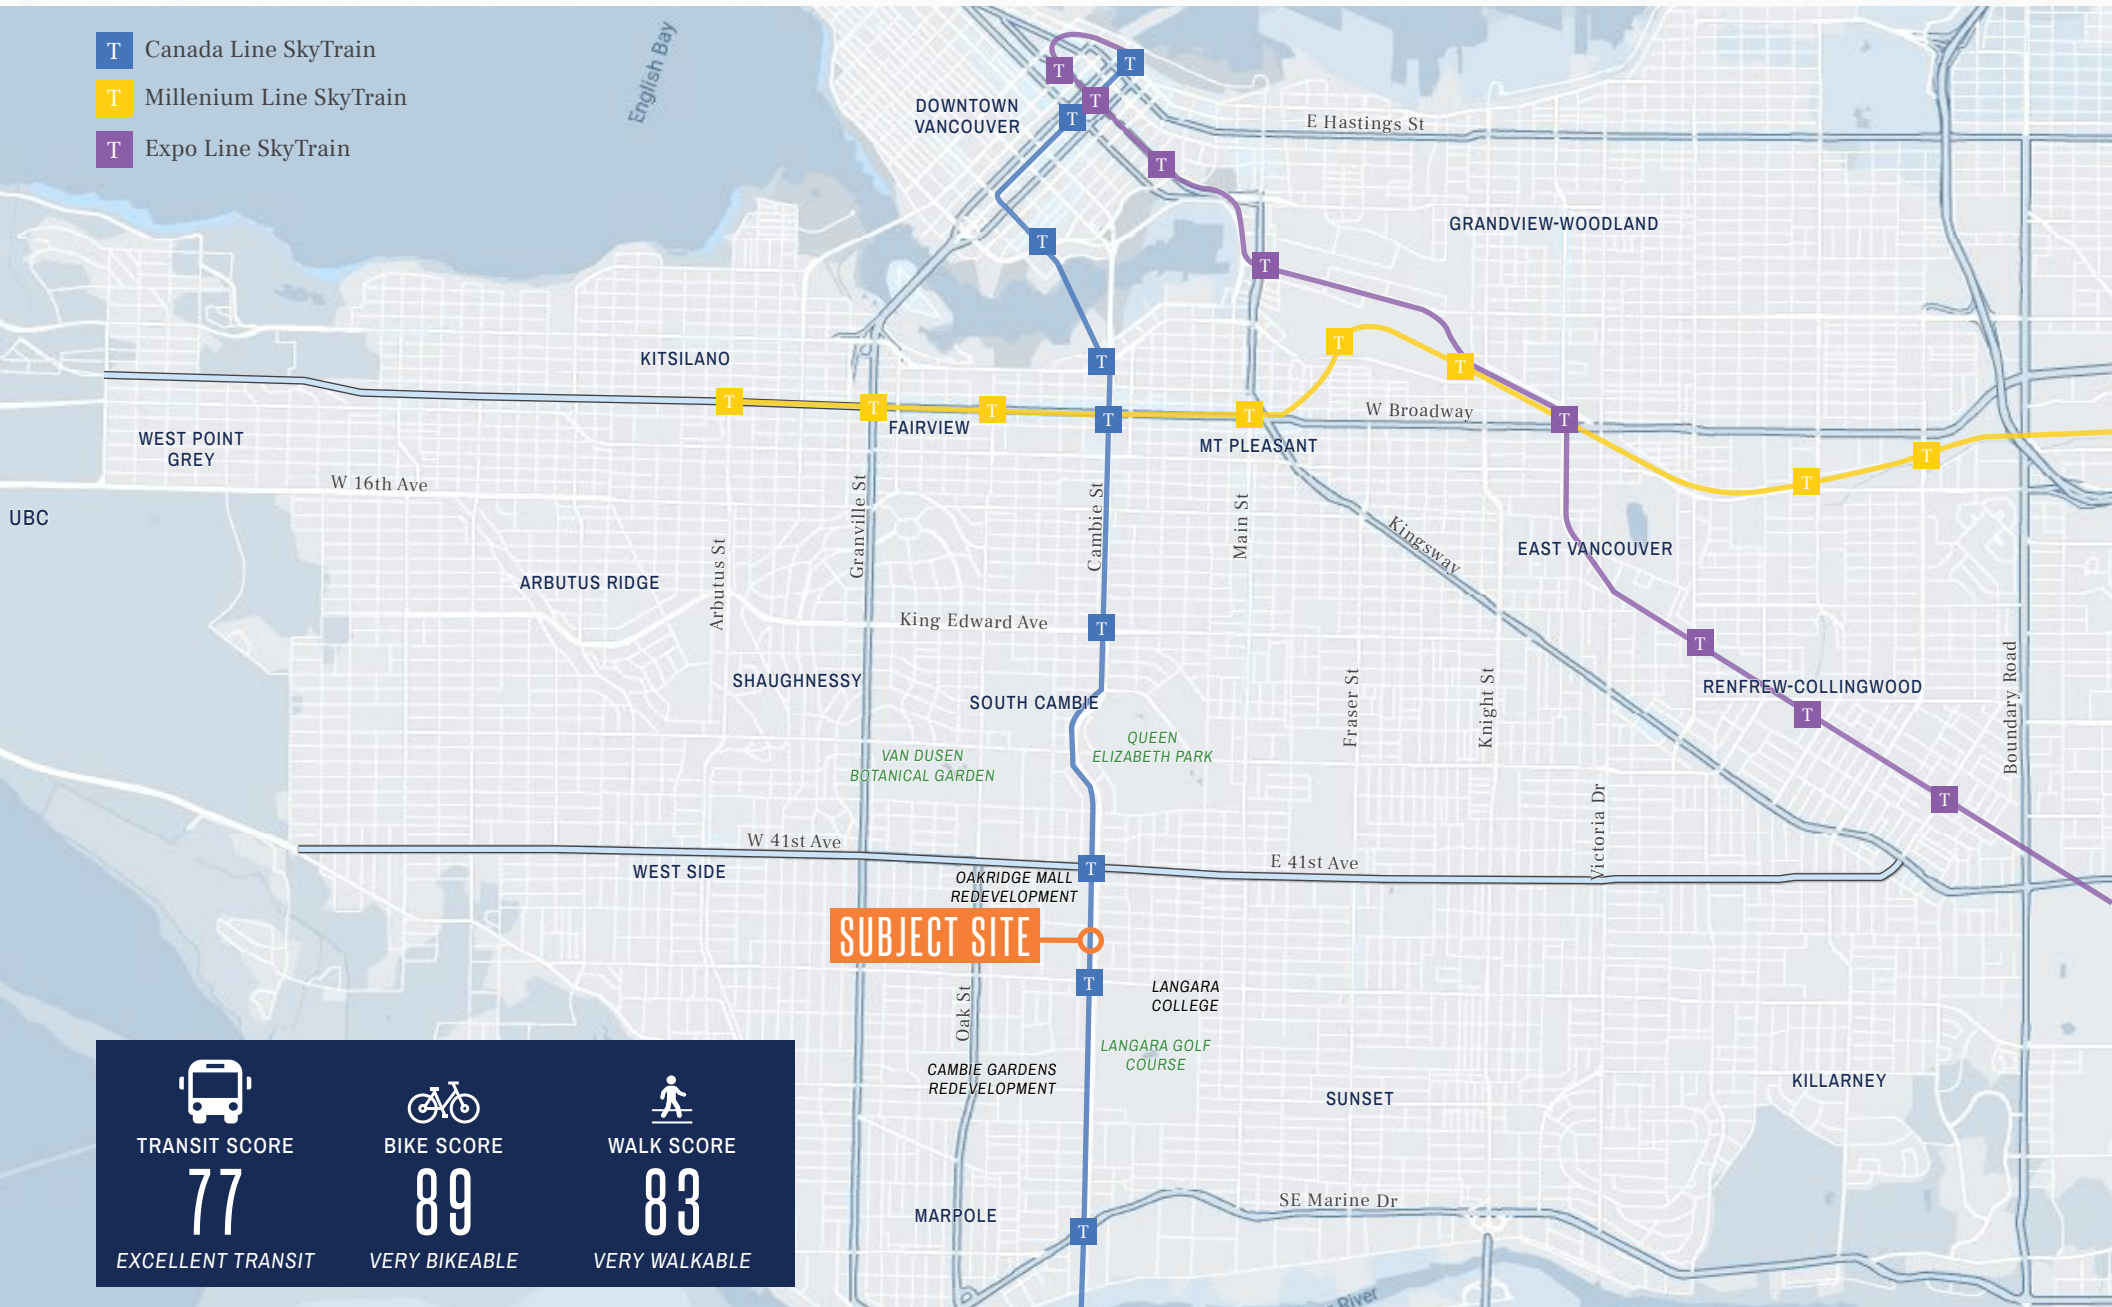 T Canada Line SkyTrain
T Millenium Line SkyTrain
T Expo Line SkyTrain
English Bay
T
T
T
T
DOWNTOWN
VANCOUVER
E Hastings St
T
GRANDVIEW-WOODLAND
T
T
T
T
T
KITSILANO
T
T
T
T
T
T
T
W Broadway
FAIRVIEW
MT PLEASANT
WEST POINT
GREY
T
T
W 16th Ave
UBC
Granville St
Cambie St
Main St
Kingsway
EAST VANCOUVER
ARBUTUS RIDGE
Arbutus St
King Edward Ave
T
T
SHAUGHNESSY
SOUTH CAMBIE
Fraser St
Knight St
RENFREW-COLLINGWOOD
T
Boundary Road
VAN DUSEN
BOTANICAL GARDEN
QUEEN
ELIZABETH PARK
T
Victoria Dr
W 41st Ave
T
E 41st Ave
WEST SIDE
OAKRIDGE MALL
REDEVELOPMENT
SUBJECT SITE
T
LANGARA
COLLEGE
Oak St
LANGARA GOLF
COURSE
CAMBIE GARDENS
REDEVELOPMENT
SUNSET
KILLARNEY
TRANSIT SCORE
77
EXCELLENT TRANSIT
BIKE SCORE
89
VERY BIKEABLE
WALK SCORE
83
VERY WALKABLE
MARPOLE
T
SE Marine Dr
River